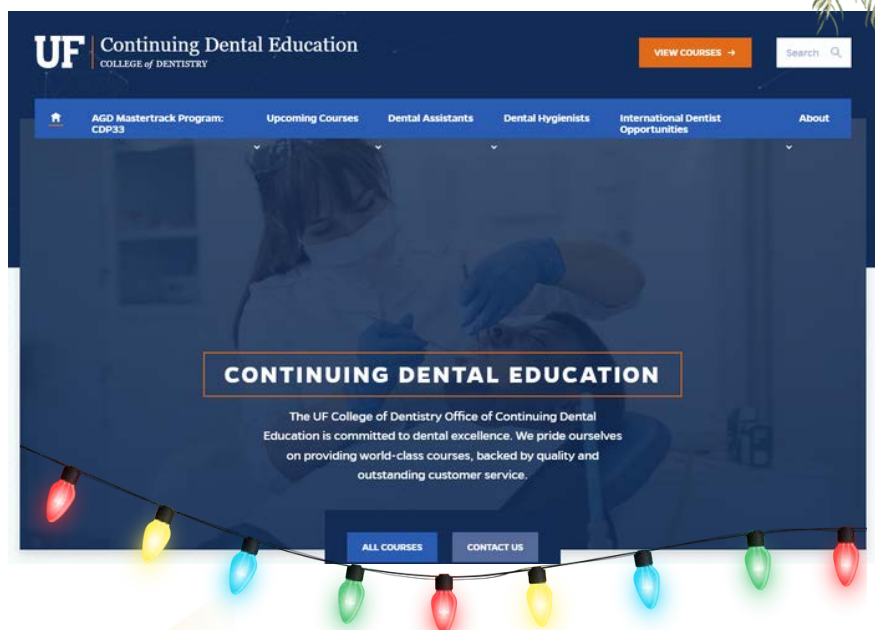 UF Continuing Dental Education
COLLEGE of DENTISTRY
VIEW COURSES →
Search
AGD Mastertrack Program:
CDP33
Upcoming Courses
Dental Assistants
Dental Hygienists
International Dentist
Opportunities
About
CONTINUING DENTAL EDUCATION
The UF College of Dentistry Office of Continuing Dental
Education is committed to dental excellence. We pride ourselves
on providing world-class courses, backed by quality and
outstanding customer service.
ALL COURSES
CONTACT US